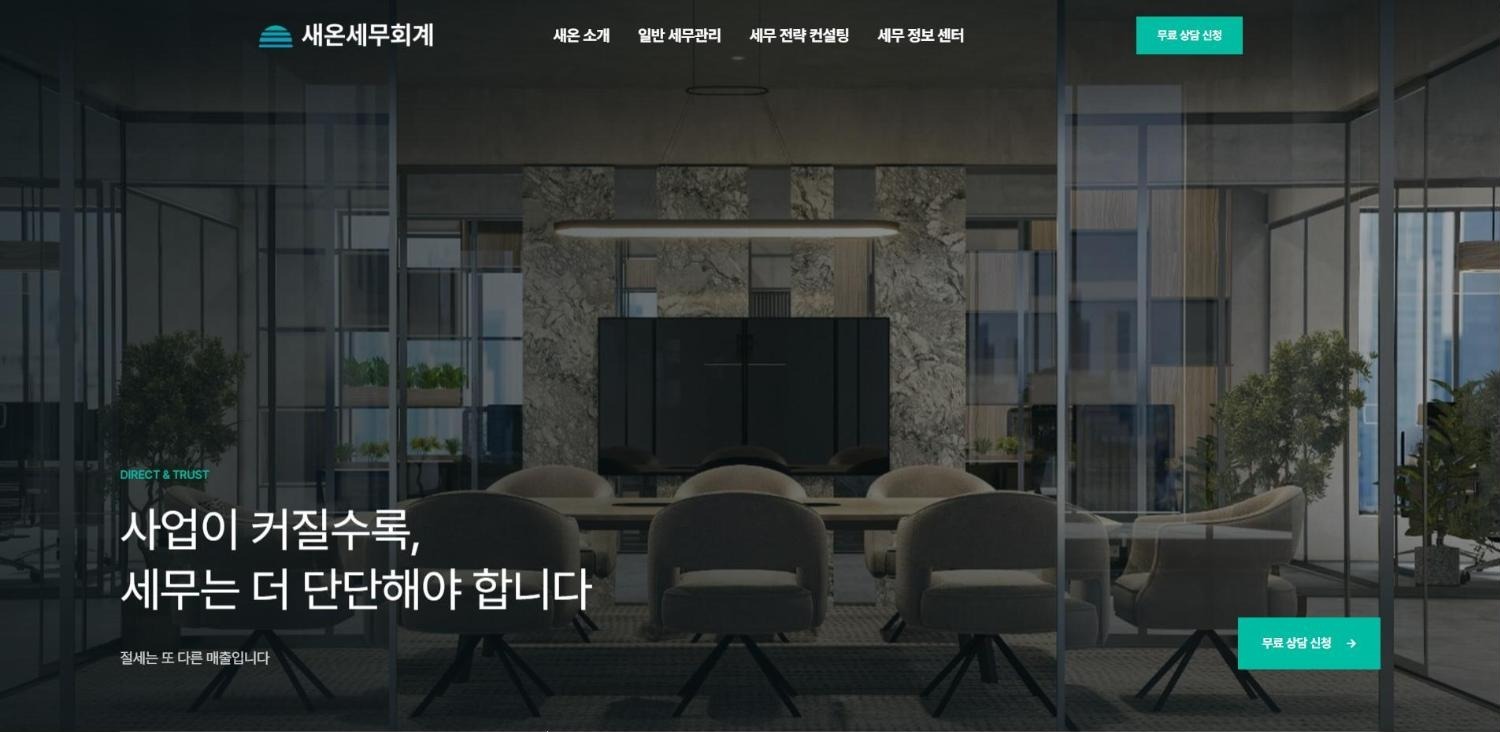 새온세무회계
새온 소개 일반 세무관리 세무 전략 컨설팅 세무 정보 센터
무료 상담 신청
DIRECT & TRUST
사업이 커질수록,
세무는 더 단단해야 합니다
절세는 또 다른 매출입니다
무료 상담 신청 →